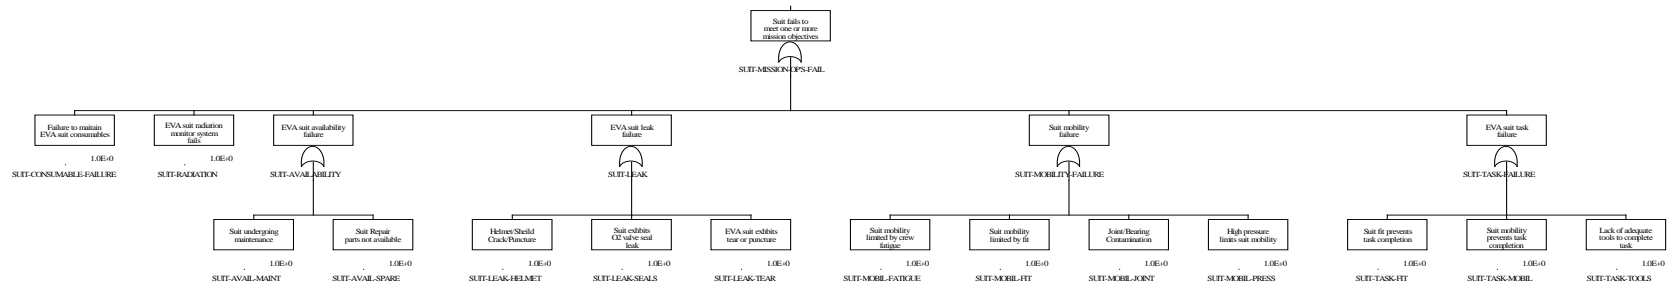 Suit fails to
meet one or more
mission objectives
SUIT-MISSION-OP'S-FAIL
Failure to maitain
EVA suit consumables
1.0E+0
SUIT-CONSUMABLE-FAILURE
EVA suit radiation
monitor system
fails
1.0E+0
SUIT-RADIATION
EVA suit availability
failure
SUIT-AVAILABILITY
EVA suit leak
failure
SUIT-LEAK
Suit mobility
failure
SUIT-MOBILITY-FAILURE
EVA suit task
failure
SUIT-TASK-FAILURE
Suit undergoing
maintenance
1.0E+0
SUIT-AVAIL-MAINT
Suit Repair
parts not available
1.0E+0
SUIT-AVAIL-SPARE
Helmet/Sheild
Crack/Puncture
1.0E+0
SUIT-LEAK-HELMET
Suit exhibits
O2 valve seal
leak
1.0E+0
SUIT-LEAK-SEALS
EVA suit exhibits
tear or puncture
1.0E+0
SUIT-LEAK-TEAR
Suit mobility
limited by crew
fatigue
1.0E+0
SUIT-MOBIL-FATIGUE
Suit mobility
limited by fit
1.0E+0
SUIT-MOBIL-FIT
Joint/Bearing
Contamination
1.0E+0
SUIT-MOBIL-JOINT
High pressure
limits suit mobility
1.0E+0
SUIT-MOBIL-PRESS
Suit fit prevents
task completion
1.0E+0
SUIT-TASK-FIT
Suit mobility
prevents task
completion
1.0E+0
SUIT-TASK-MOBIL
Lack of adequate
tools to complete
task
1.0E+0
SUIT-TASK-TOOLS